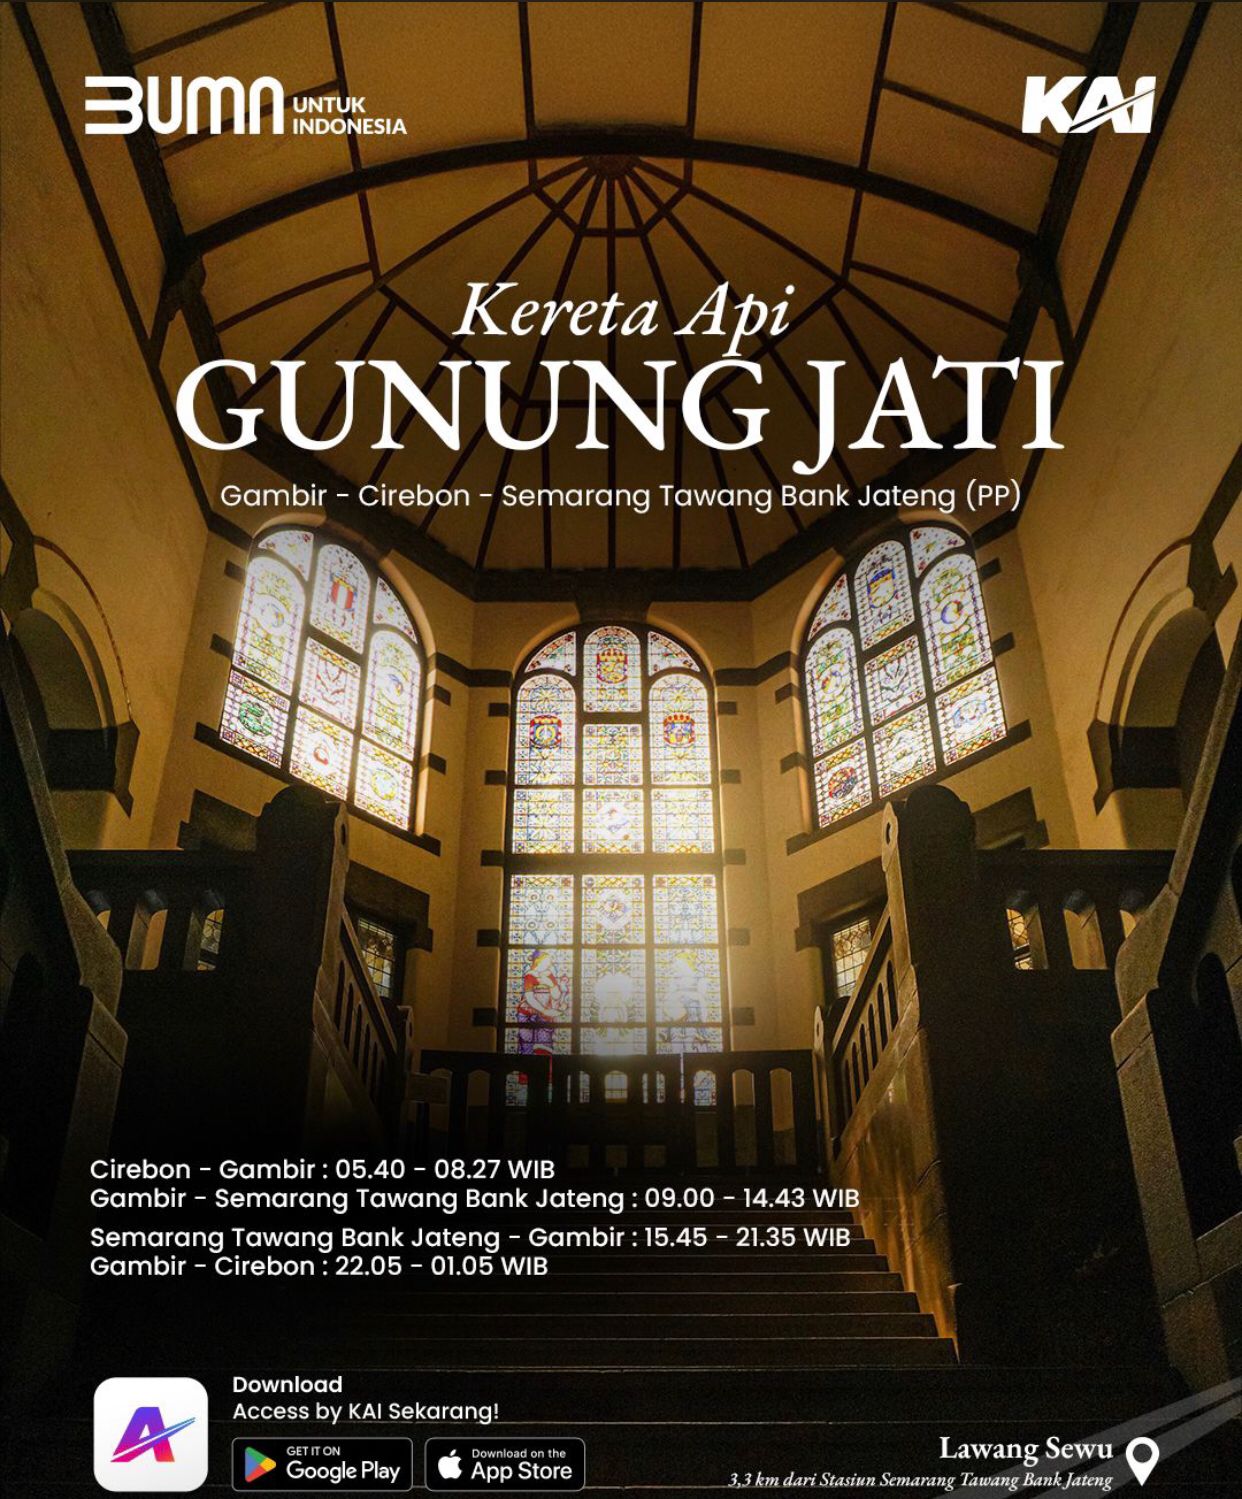 BUMN UNTUK
INDONESIA
KAI
Kereta Api
GUNUNG JATI
Gambir - Cirebon - Semarang Tawang Bank Jateng (PP)
Cirebon - Gambir : 05.40 - 08.27 WIB
Gambir - Semarang Tawang Bank Jateng : 09.00 - 14.43 WIB
Semarang Tawang Bank Jateng - Gambir : 15.45 - 21.35 WIB
Gambir - Cirebon : 22.05 - 01.05 WIB
Download
Access by KAI Sekarang!
GET IT ON
Google Play
Download on the
App Store
Lawang Sewu
3,3 km dari Stasiun Semarang Tawang Bank Jateng